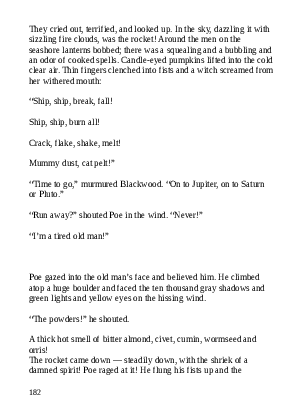 They cried out, terrified, and looked up. In the sky, dazzling it with
sizzling fire clouds, was the rocket! Around the men on the
seashore lanterns bobbed; there was a squealing and a bubbling and
an odor of cooked spells. Candle-eyed pumpkins lifted into the cold
clear air. Thin fingers clenched into fists and a witch screamed from
her withered mouth:
“Ship, ship, break, fall!
Ship, ship, burn all!
Crack, flake, shake, melt!
Mummy dust, cat pelt!”
“Time to go,” murmured Blackwood. “On to Jupiter, on to Saturn
or Pluto.”
“Run away?” shouted Poe in the wind. “Never!”
“I’m a tired old man!”
Poe gazed into the old man’s face and believed him. He climbed
atop a huge boulder and faced the ten thousand gray shadows and
green lights and yellow eyes on the hissing wind.
“The powders!” he shouted.
A thick hot smell of bitter almond, civet, cumin, wormseed and
orris!
The rocket came down — steadily down, with the shriek of a
damned spirit! Poe raged at it! He flung his fists up and the
182